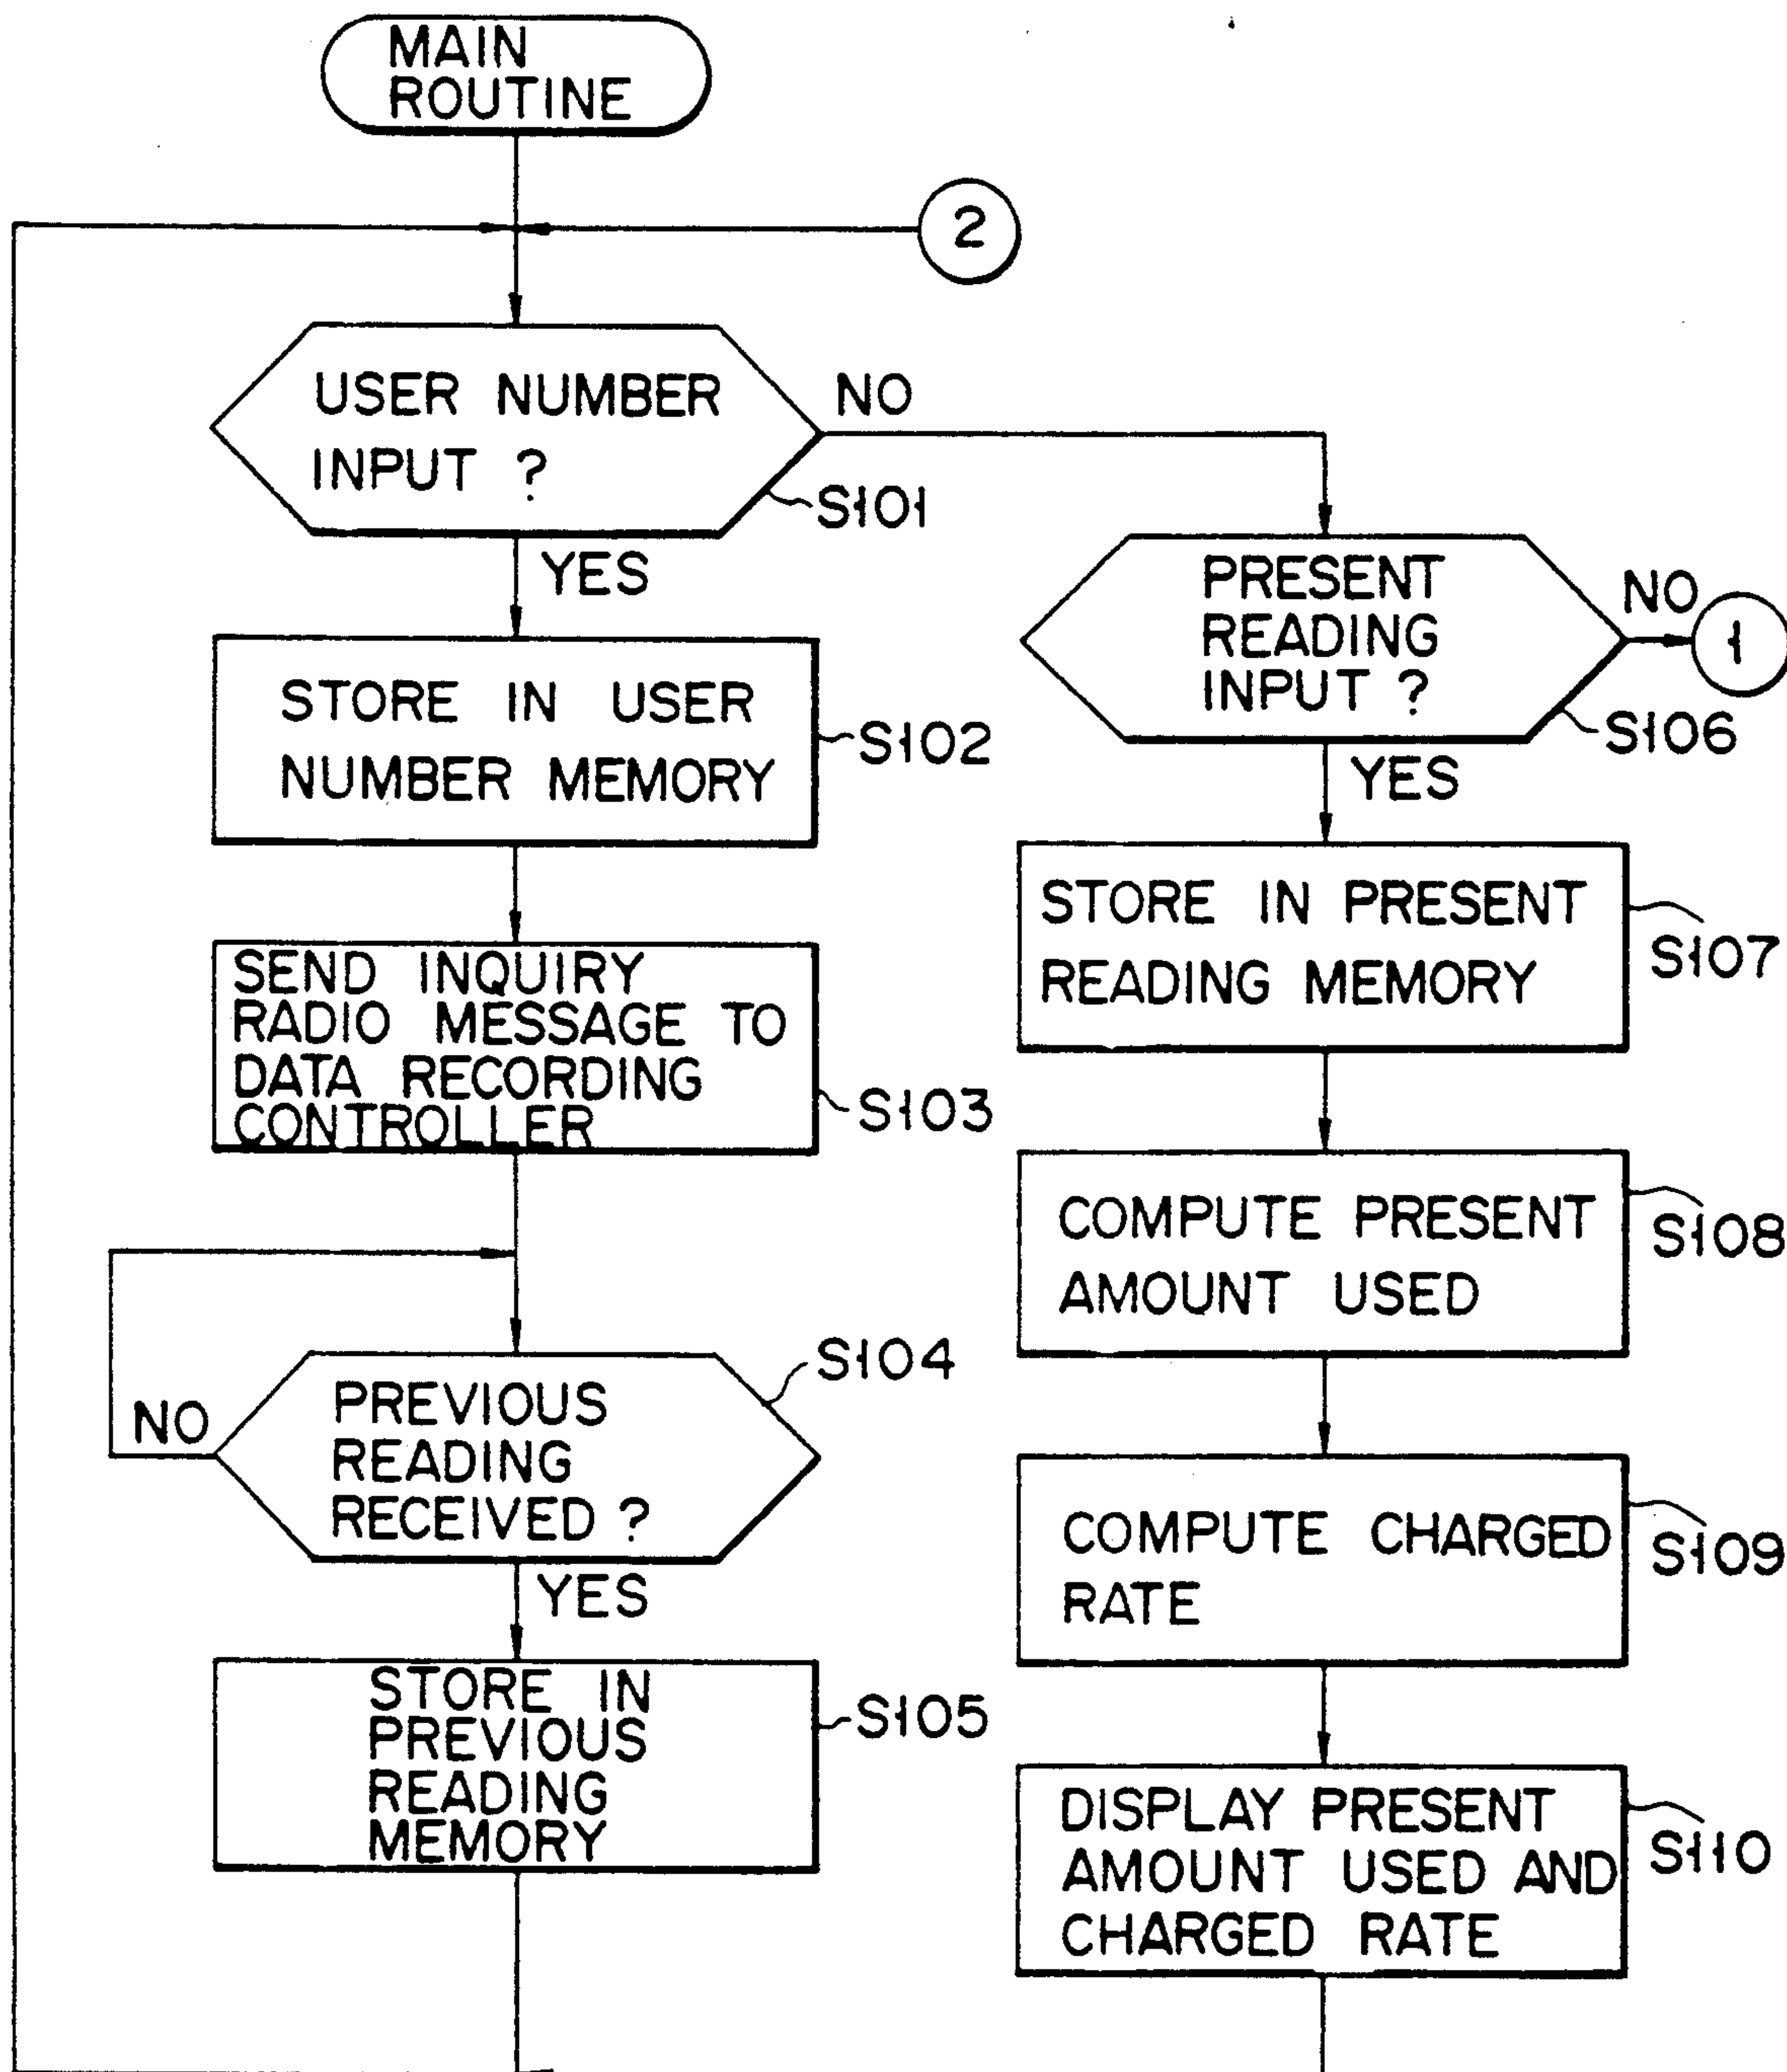 MAIN
ROUTINE
2
USER NUMBER
INPUT ?
NO
S101
YES
STORE IN USER
NUMBER MEMORY
S102
SEND INQUIRY
RADIO MESSAGE TO
DATA RECORDING
CONTROLLER
S103
S104
PREVIOUS
READING
RECEIVED ?
NO
YES
STORE IN
PREVIOUS
READING
MEMORY
S105
PRESENT
READING
INPUT ?
NO
1
S106
YES
STORE IN PRESENT
READING MEMORY
S107
COMPUTE PRESENT
AMOUNT USED
S108
COMPUTE CHARGED
RATE
S109
DISPLAY PRESENT
AMOUNT USED AND
CHARGED RATE
S110